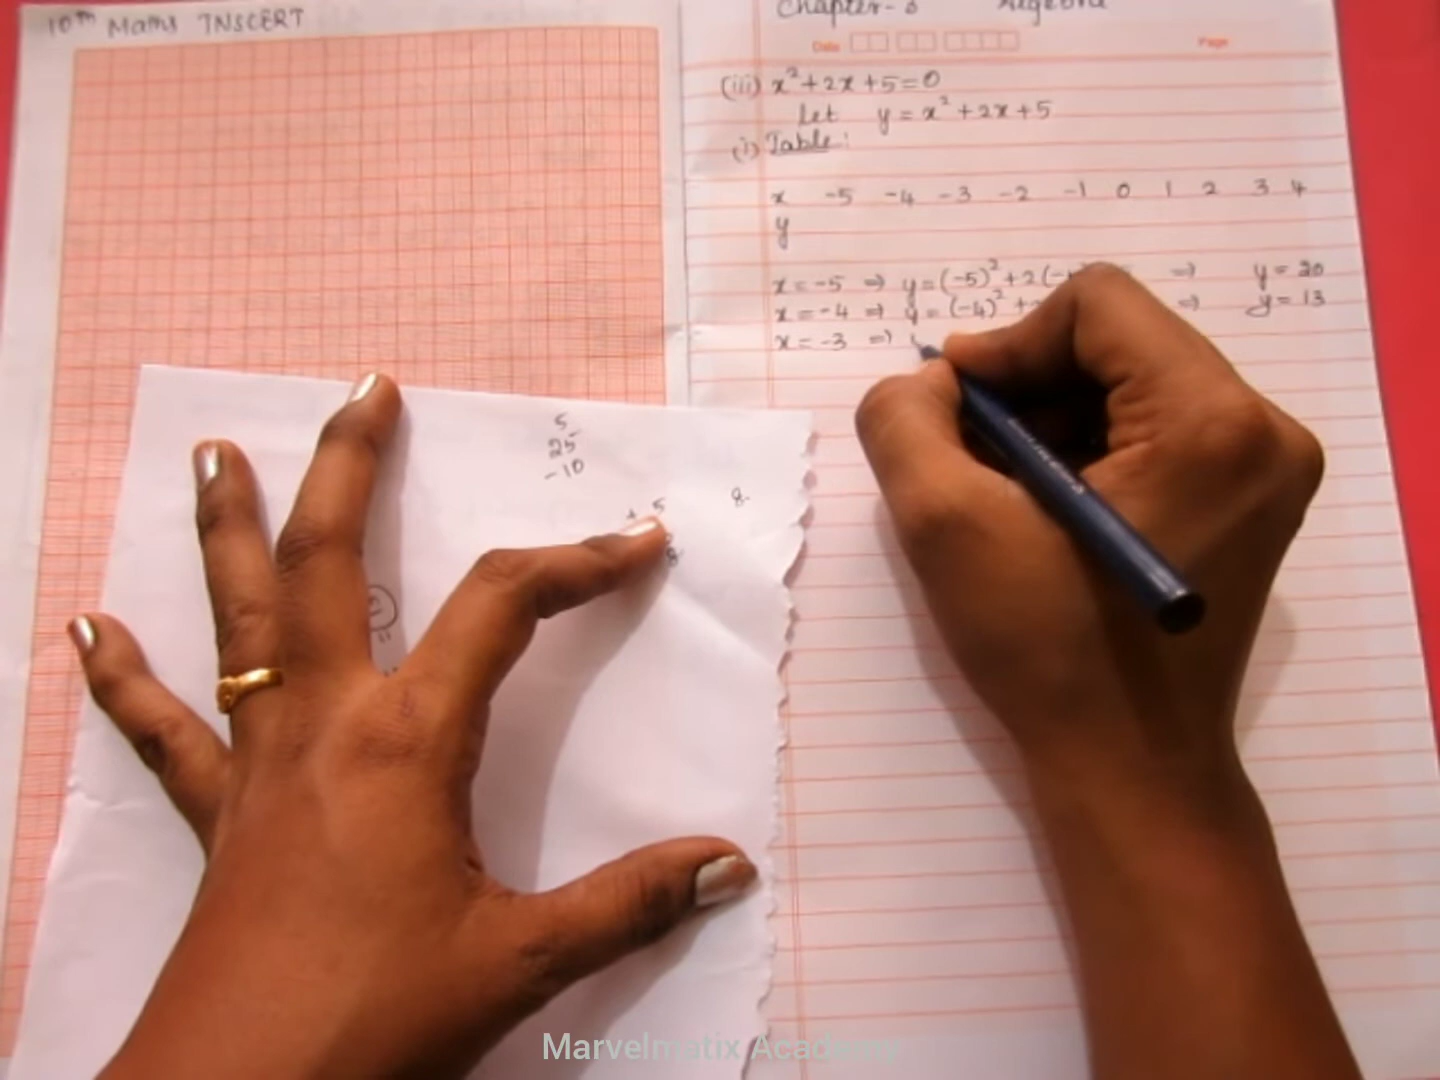 10th Maths TNSCERT
Chapter- Algebra
Date Page
(iii) x² + 2x + 5 = 0
Let y = x² + 2x + 5
(i) Table :
x -5 -4 -3 -2 -1 0 1 2 3 4
y
x = -5 ⇒ y = (-5)² + 2(- ⇒ y = 20
x = -4 ⇒ y = (-4)² + ⇒ y = 13
x = -3 ⇒
5
25
-10
+ 5
8
8
Marvelmatix Academy